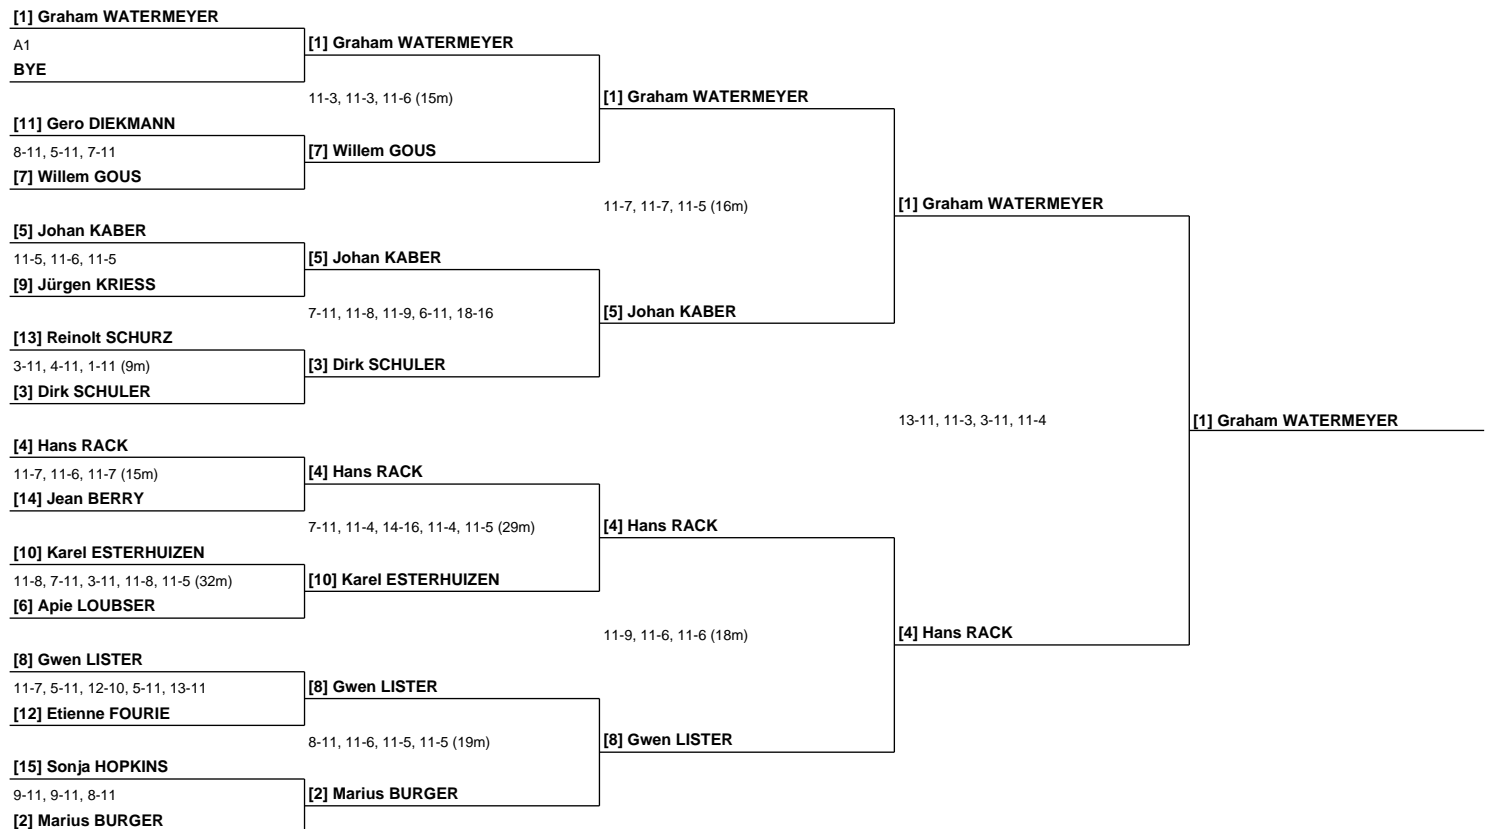 [1] Graham WATERMEYER
A1
BYE
[11] Gero DIEKMANN
8-11, 5-11, 7-11
[7] Willem GOUS
[5] Johan KABER
11-5, 11-6, 11-5
[9] Jürgen KRIESS
[13] Reinolt SCHURZ
3-11, 4-11, 1-11 (9m)
[3] Dirk SCHULER
[4] Hans RACK
11-7, 11-6, 11-7 (15m)
[14] Jean BERRY
[10] Karel ESTERHUIZEN
11-8, 7-11, 3-11, 11-8, 11-5 (32m)
[6] Apie LOUBSER
[8] Gwen LISTER
11-7, 5-11, 12-10, 5-11, 13-11
[12] Etienne FOURIE
[15] Sonja HOPKINS
9-11, 9-11, 8-11
[2] Marius BURGER
[1] Graham WATERMEYER
11-3, 11-3, 11-6 (15m)
[7] Willem GOUS
[5] Johan KABER
7-11, 11-8, 11-9, 6-11, 18-16
[3] Dirk SCHULER
[4] Hans RACK
7-11, 11-4, 14-16, 11-4, 11-5 (29m)
[10] Karel ESTERHUIZEN
[8] Gwen LISTER
8-11, 11-6, 11-5, 11-5 (19m)
[2] Marius BURGER
[1] Graham WATERMEYER
11-7, 11-7, 11-5 (16m)
[5] Johan KABER
[4] Hans RACK
11-9, 11-6, 11-6 (18m)
[8] Gwen LISTER
[1] Graham WATERMEYER
13-11, 11-3, 3-11, 11-4
[4] Hans RACK
[1] Graham WATERMEYER